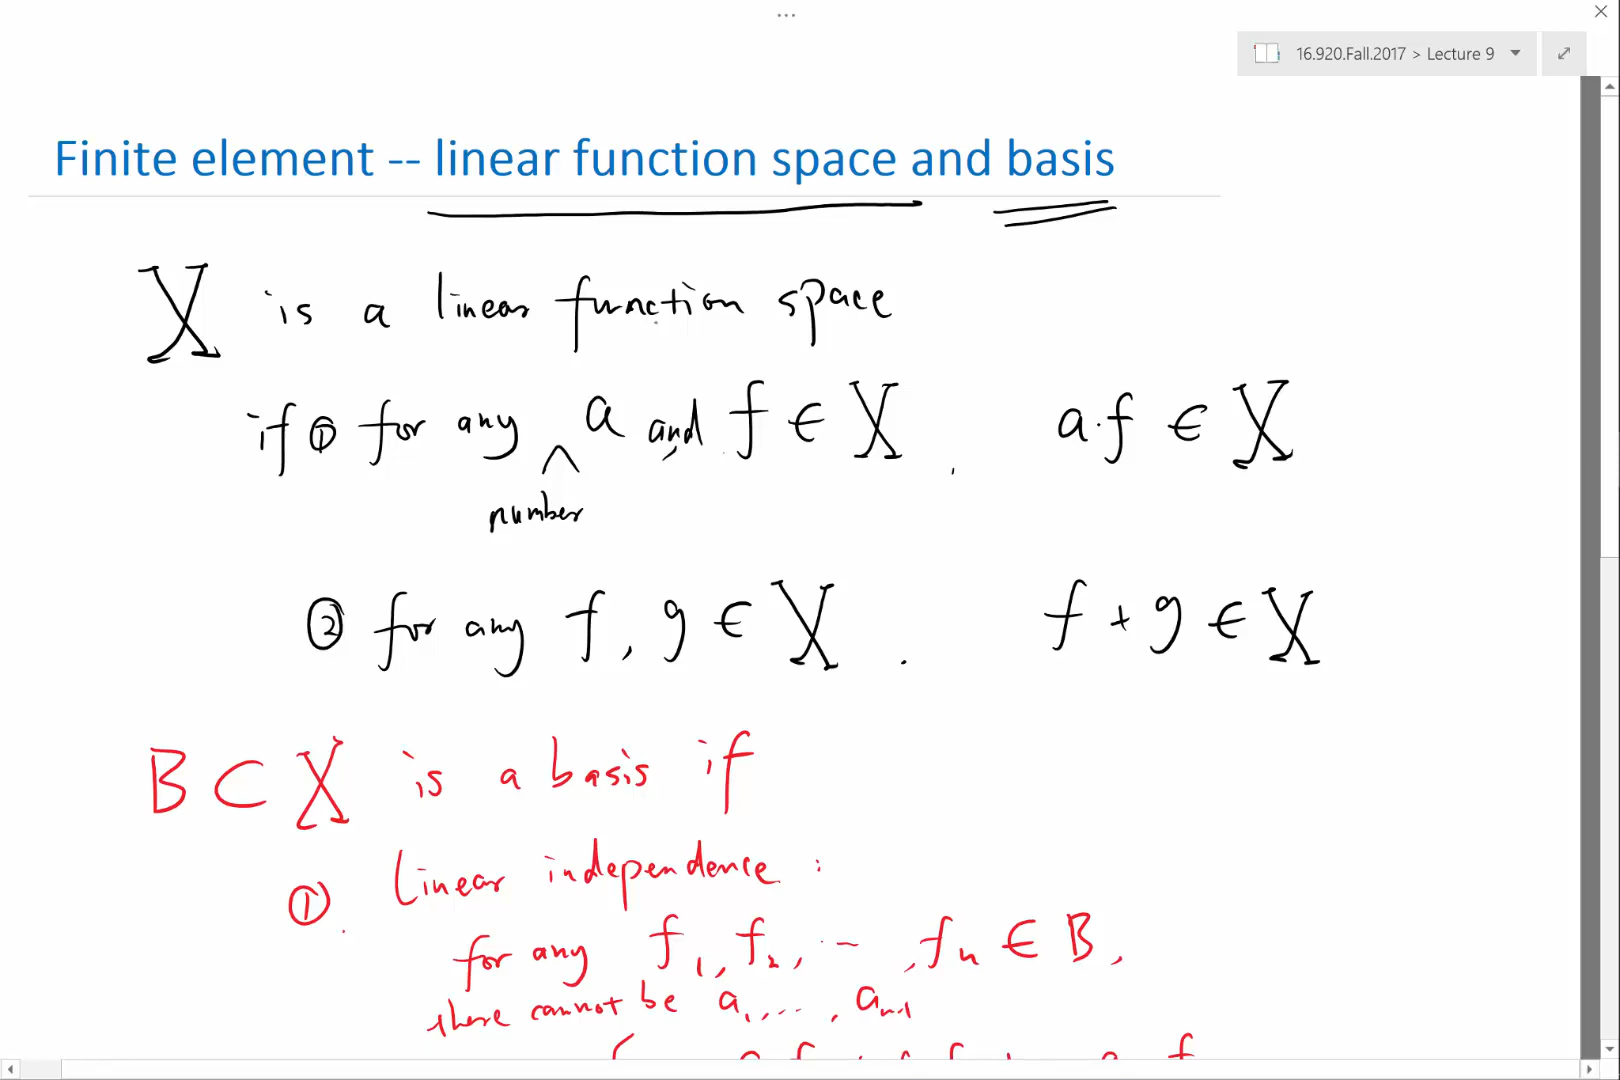 16.920.Fall.2017 > Lecture 9
Finite element -- linear function space and basis
X is a linear function space
if ① for any a and f ∈ X , a·f ∈ X
number
② for any f, g ∈ X . f + g ∈ X
B ⊂ X is a basis if
① . Linear independence :
for any f₁, f₂, ··· , fₙ ∈ B,
there cannot be a₁, ... , aₙ₋₁